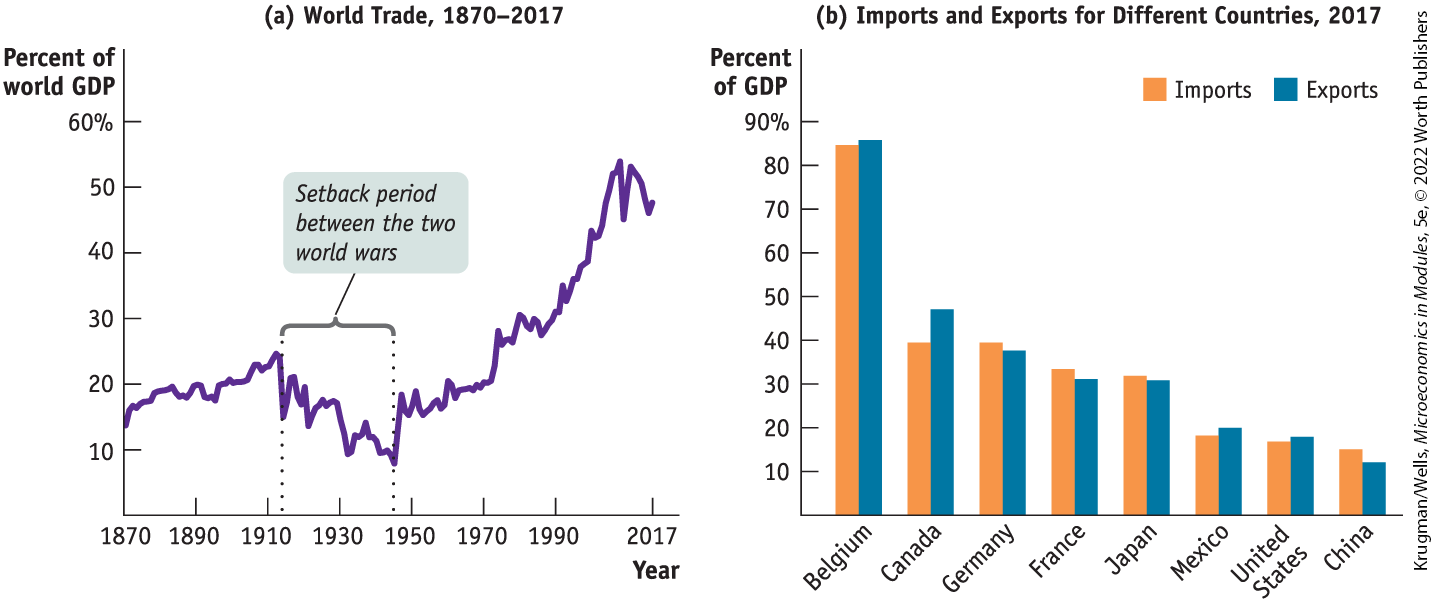 (a) World Trade, 1870–2017
Percent of
world GDP
60%
50
40
30
20
10
Setback period
between the two
world wars
1870 1890 1910 1930 1950 1970 1990 2017
Year
(b) Imports and Exports for Different Countries, 2017
Percent
of GDP
Imports Exports
90%
80
70
60
50
40
30
20
10
Belgium
Canada
Germany
France
Japan
Mexico
United
States
China
Krugman/Wells, Microeconomics in Modules, 5e, © 2022 Worth Publishers